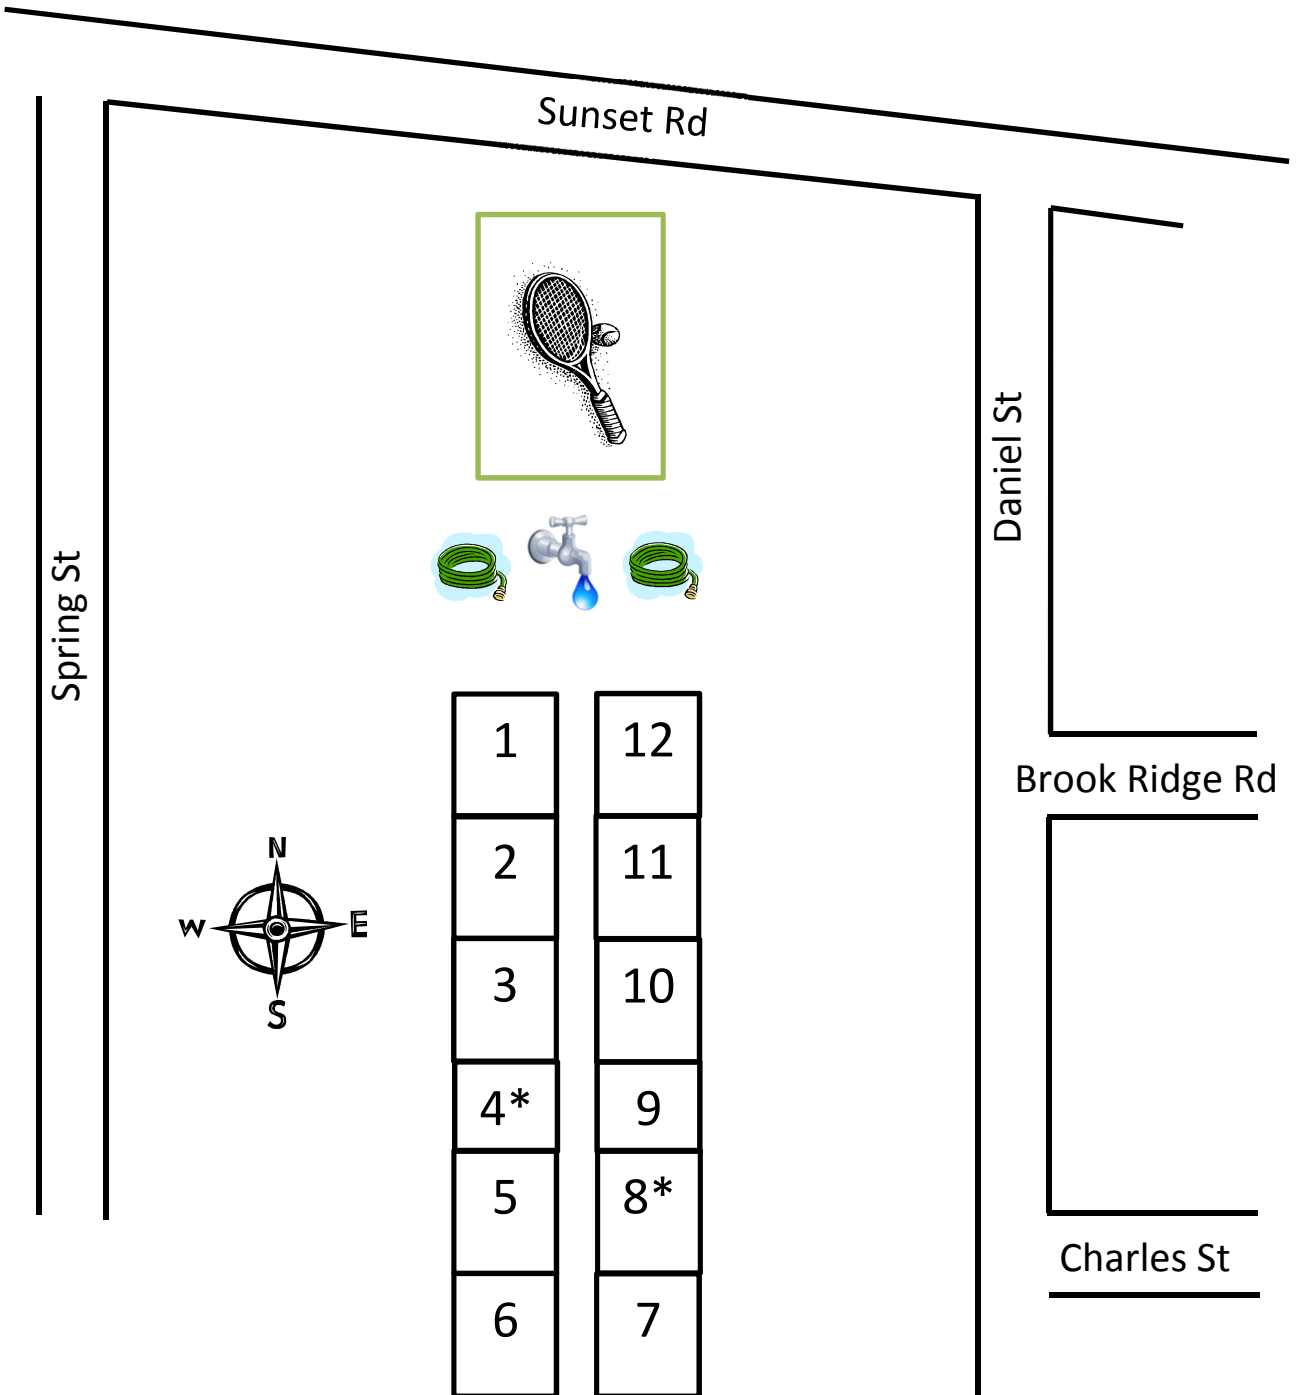 Sunset Rd
Daniel St
Spring St
1 12
Brook Ridge Rd
2 11
N
W E
S
3 10
4* 9
5 8*
Charles St
6 7